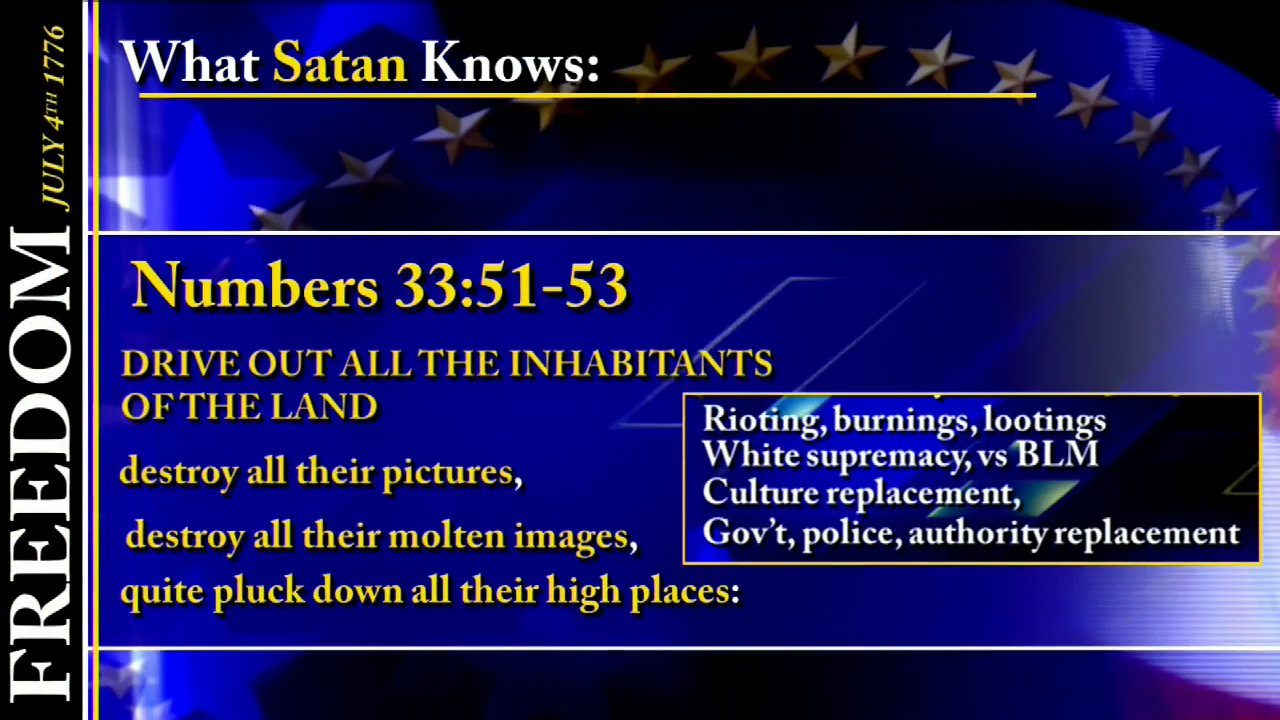 FREEDOM JULY 4TH 1776
What Satan Knows:
Numbers 33:51-53
DRIVE OUT ALL THE INHABITANTS
OF THE LAND
destroy all their pictures,
destroy all their molten images,
quite pluck down all their high places:
Rioting, burnings, lootings
White supremacy, vs BLM
Culture replacement,
Gov't, police, authority replacement